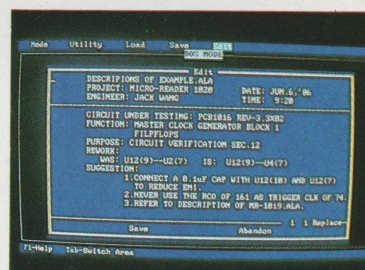 Mode Utility Load Save Edit
DOS MODE
Edit
DESCRIPIONS OF EXAMPLE.ALA
PROJECT: MICRO-READER 1020 DATE: JUN.6,'86
ENGINEER: JACK WANG TIME: 9:20
CIRCUIT UNDER TESTING: PCB1016 REV-3.3X02
FUNCTION: MASTER CLOCK GENERATOR BLOCK 1
FILPFLOPS
PURPOSE: CIRCUIT VERIFICATION SEC.12
REWORK:
WAS: U12(9)--U2(7) IS: U12(9)--U4(7)
SUGGESTION:
1.CONNECT A 0.1uF CAP WITH U12(10) AND U12(7)
TO REDUCE EMI.
2.NEVER USE THE RCO OF 161 AS TRIGGER CLK OF 74.
3.REFER TO DESCRIPTION OF MR-1019.ALA.
1 1 Replace
Save Abandon
F1-Help Tab-Switch Area